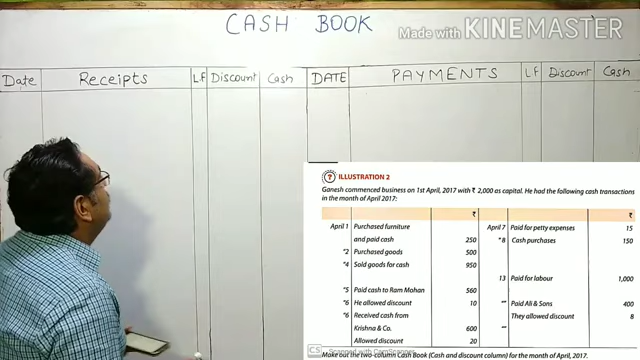 CASH BOOK
Made with KINEMASTER
Date Receipts L.F Discount Cash DATE PAYMENTS LF Discount Cash
? ILLUSTRATION 2
Ganesh commenced business on 1st April, 2017 with ₹ 2,000 as capital. He had the following cash transactions
in the month of April 2017:
₹ ₹
April 1 Purchased furniture April 7 Paid for petty expenses 15
and paid cash 250 "8 Cash purchases 150
"2 Purchased goods 500
"4 Sold goods for cash 950
13 Paid for labour 1,000
"5 Paid cash to Ram Mohan 560
"6 He allowed discount 10 "" Paid Ali & Sons 400
"6 Received cash from They allowed discount 8
Krishna & Co. 600 ""
Allowed discount 20
CS Scanned with CamScanner
Make out the two-column Cash Book (Cash and discount column) for the month of April, 2017.